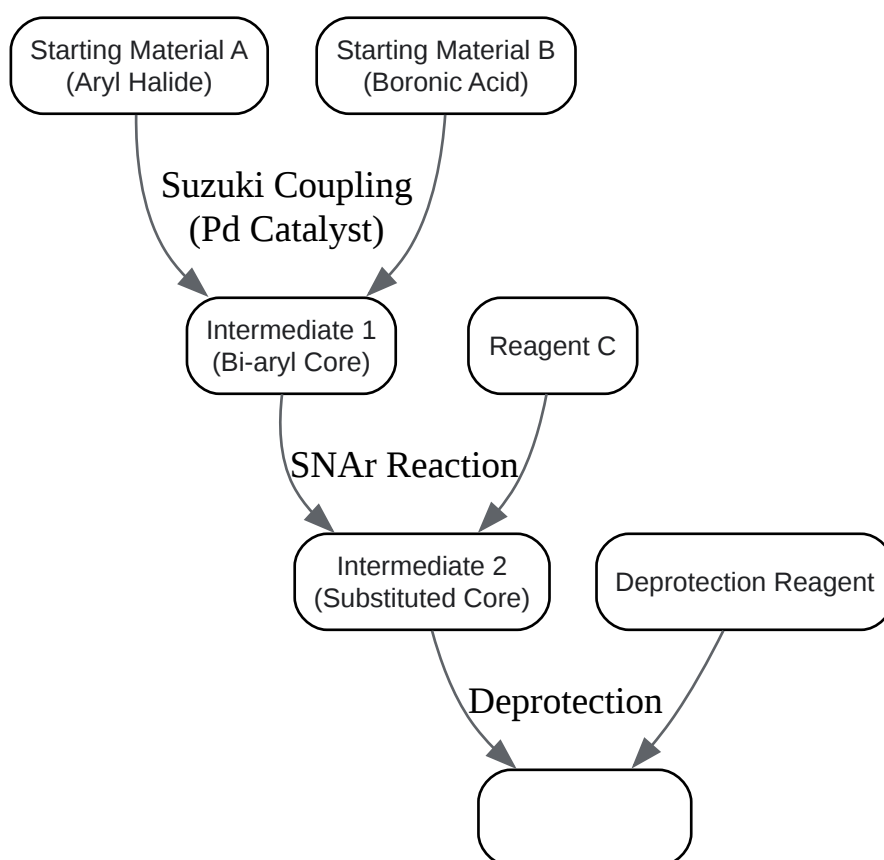 Starting Material A
(Aryl Halide)
Starting Material B
(Boronic Acid)
Suzuki Coupling
(Pd Catalyst)
Intermediate 1
(Bi-aryl Core)
Reagent C
SNAr Reaction
Intermediate 2
(Substituted Core)
Deprotection Reagent
Deprotection